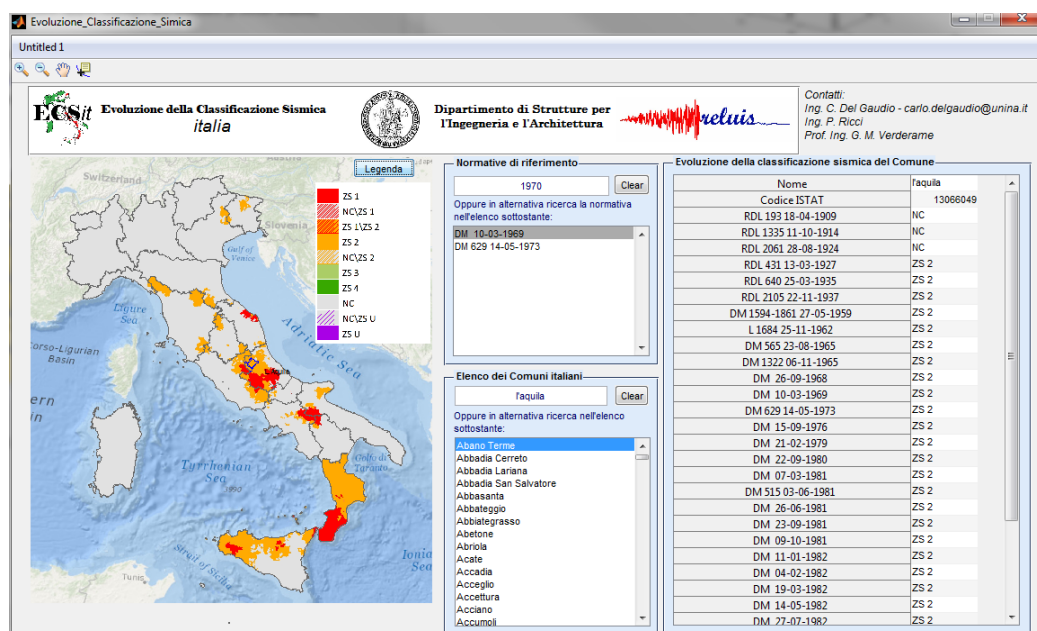 Evoluzione_Classificazione_Simica
Untitled 1
ECSit
Evoluzione della Classificazione Sismica
italia
Dipartimento di Strutture per
l'Ingegneria e l'Architettura
reluis
Contatti:
Ing. C. Del Gaudio - carlo.delgaudio@unina.it
Ing. P. Ricci
Prof. Ing. G. M. Verderame
Legenda
ZS 1
NC\ZS 1
ZS 1\ZS 2
ZS 2
NC\ZS 2
ZS 3
ZS 4
NC
NC\ZS U
ZS U
Switzerland
Slovenia
Gulf of
Venice
Ligure
Sea
Corso-Ligurian
Basin
Adriatic Sea
Tyrrhenian
Sea
Golfo di
Taranto
Strait of Sicilia
Ionia
Sea
Tunis
Normative di riferimento
1970
Clear
Oppure in alternativa ricerca la normativa
nell'elenco sottostante:
DM 10-03-1969
DM 629 14-05-1973
Elenco dei Comuni italiani
l'aquila
Clear
Oppure in alternativa ricerca nell'elenco
sottostante:
Abano Terme
Abbadia Cerreto
Abbadia Lariana
Abbadia San Salvatore
Abbasanta
Abbateggio
Abbiategrasso
Abetone
Abriola
Acate
Accadia
Acceglio
Accettura
Acciano
Accumoli
Evoluzione della classificazione sismica del Comune
Nome l'aquila
Codice ISTAT 13066049
RDL 193 18-04-1909 NC
RDL 1335 11-10-1914 NC
RDL 2061 28-08-1924 NC
RDL 431 13-03-1927 ZS 2
RDL 640 25-03-1935 ZS 2
RDL 2105 22-11-1937 ZS 2
DM 1594-1861 27-05-1959 ZS 2
L 1684 25-11-1962 ZS 2
DM 565 23-08-1965 ZS 2
DM 1322 06-11-1965 ZS 2
DM 26-09-1968 ZS 2
DM 10-03-1969 ZS 2
DM 629 14-05-1973 ZS 2
DM 15-09-1976 ZS 2
DM 21-02-1979 ZS 2
DM 22-09-1980 ZS 2
DM 07-03-1981 ZS 2
DM 515 03-06-1981 ZS 2
DM 26-06-1981 ZS 2
DM 23-09-1981 ZS 2
DM 09-10-1981 ZS 2
DM 11-01-1982 ZS 2
DM 04-02-1982 ZS 2
DM 19-03-1982 ZS 2
DM 14-05-1982 ZS 2
DM 27-07-1982 ZS 2